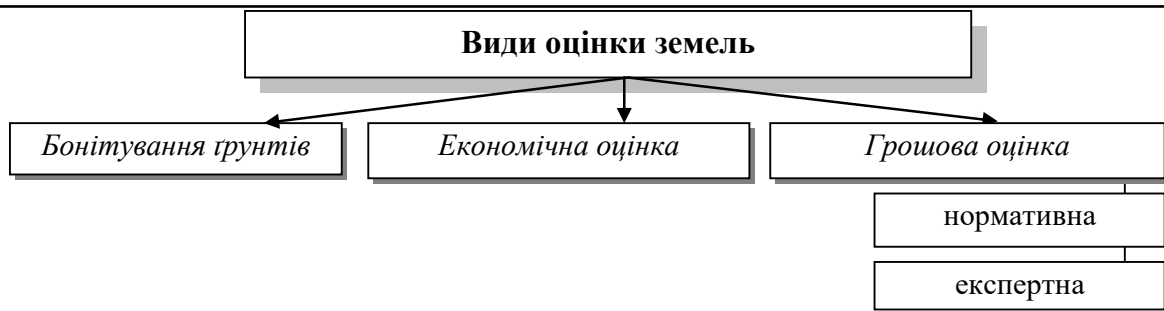 Види оцінки земель
Бонітування ґрунтів
Економічна оцінка
Грошова оцінка
нормативна
експертна